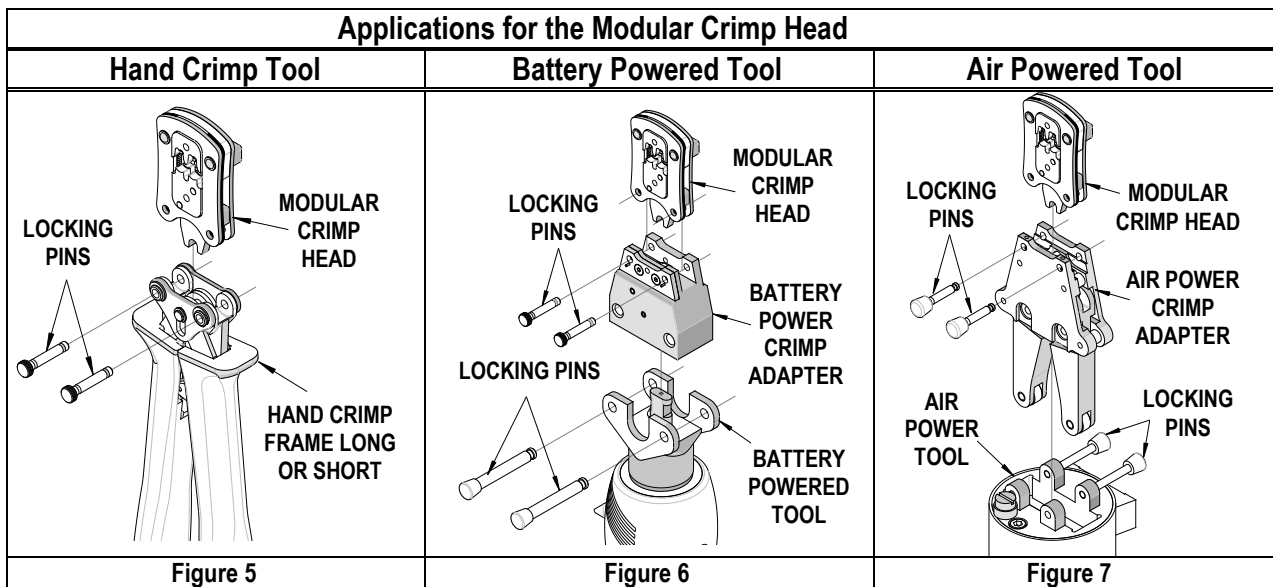 Applications for the Modular Crimp Head
Hand Crimp Tool
Battery Powered Tool
Air Powered Tool
LOCKING
PINS
MODULAR
CRIMP
HEAD
HAND CRIMP
FRAME LONG
OR SHORT
LOCKING
PINS
MODULAR
CRIMP
HEAD
BATTERY
POWER
CRIMP
ADAPTER
LOCKING PINS
BATTERY
POWERED
TOOL
LOCKING
PINS
MODULAR
CRIMP HEAD
AIR POWER
CRIMP
ADAPTER
AIR
POWER
TOOL
LOCKING
PINS
Figure 5
Figure 6
Figure 7